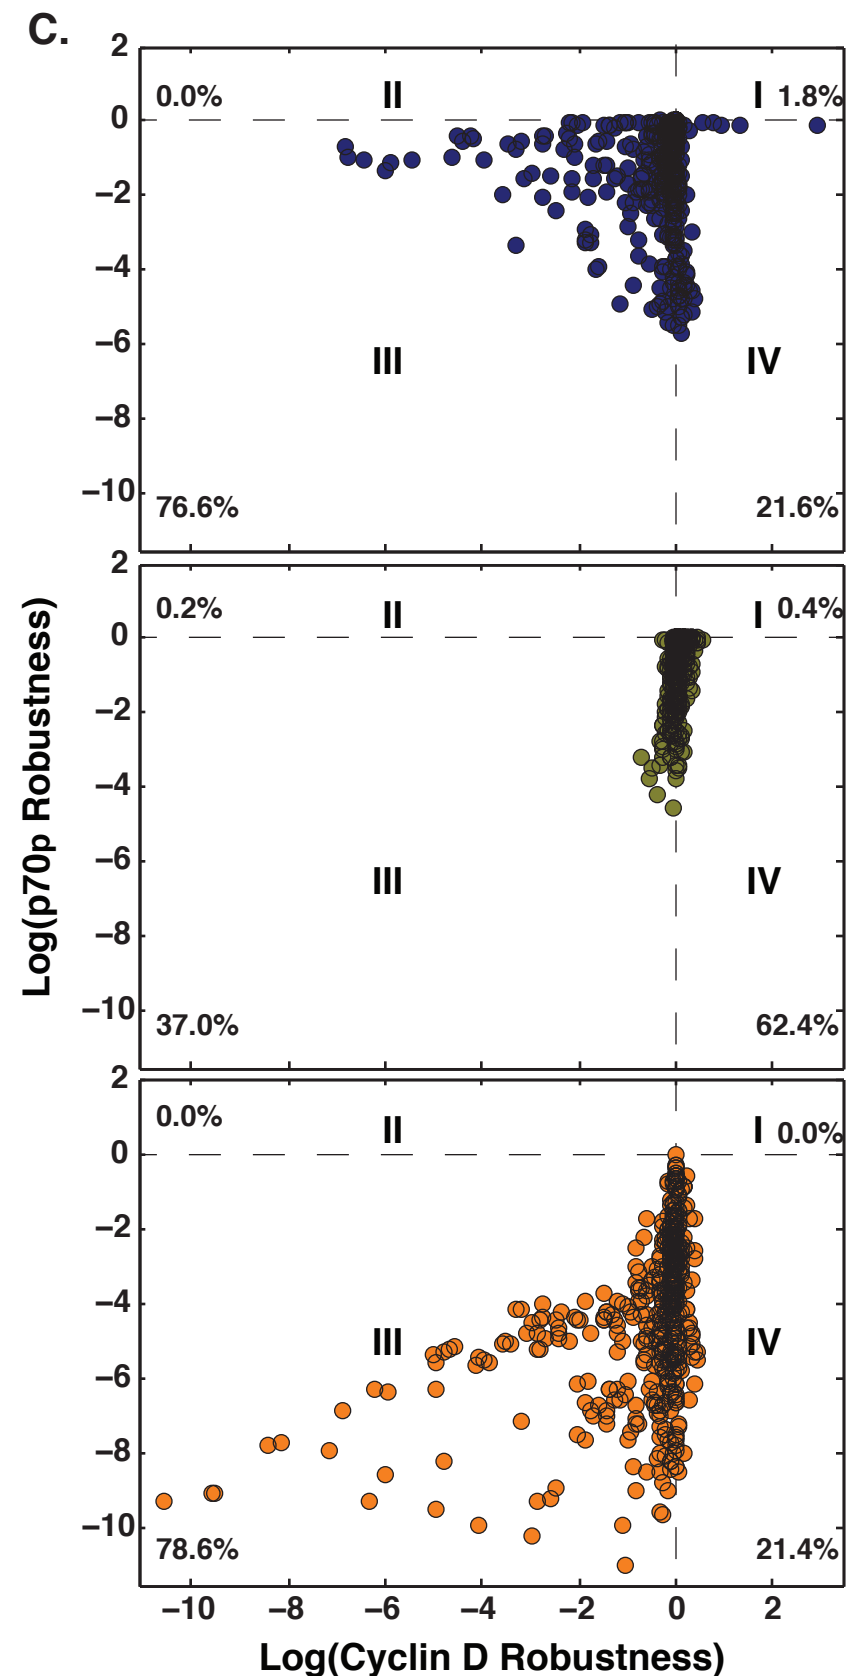 C.
2
0.0% II I 1.8%
0
−2
−4
−6
III IV
−8
−10
76.6% 21.6%
2
0.2% II I 0.4%
0
−2
−4
−6
III IV
−8
−10
37.0% 62.4%
2
0.0% II I 0.0%
0
−2
−4
III IV
−6
−8
−10
78.6% 21.4%
−10 −8 −6 −4 −2 0 2
Log(Cyclin D Robustness)
Log(p70p Robustness)